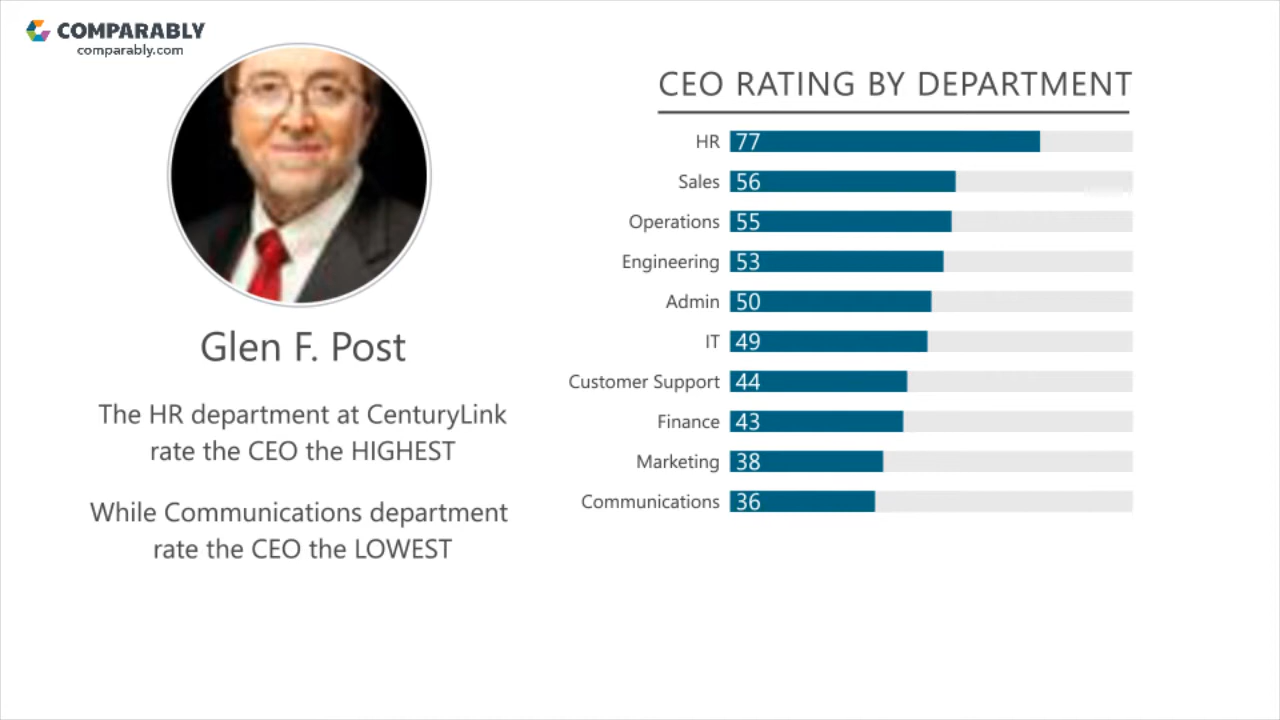 COMPARABLY
comparably.com
Glen F. Post
The HR department at CenturyLink
rate the CEO the HIGHEST
While Communications department
rate the CEO the LOWEST
CEO RATING BY DEPARTMENT
HR 77
Sales 56
Operations 55
Engineering 53
Admin 50
IT 49
Customer Support 44
Finance 43
Marketing 38
Communications 36